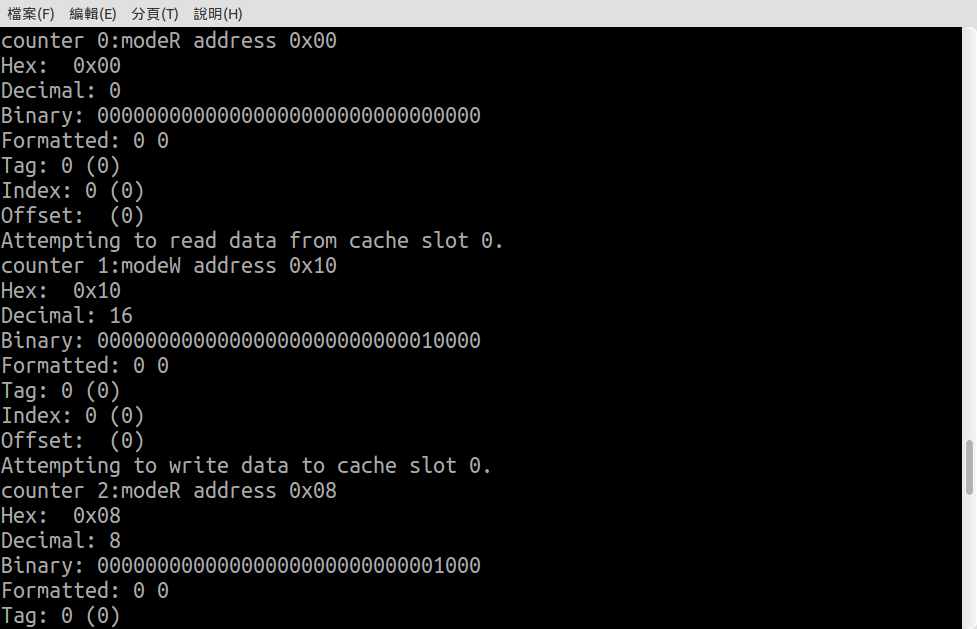 檔案(F) 編輯(E) 分頁(T) 說明(H)
counter 0:modeR address 0x00
Hex:  0x00
Decimal: 0
Binary: 00000000000000000000000000000000
Formatted: 0 0
Tag: 0 (0)
Index: 0 (0)
Offset:  (0)
Attempting to read data from cache slot 0.
counter 1:modeW address 0x10
Hex:  0x10
Decimal: 16
Binary: 00000000000000000000000000010000
Formatted: 0 0
Tag: 0 (0)
Index: 0 (0)
Offset:  (0)
Attempting to write data to cache slot 0.
counter 2:modeR address 0x08
Hex:  0x08
Decimal: 8
Binary: 00000000000000000000000000001000
Formatted: 0 0
Tag: 0 (0)